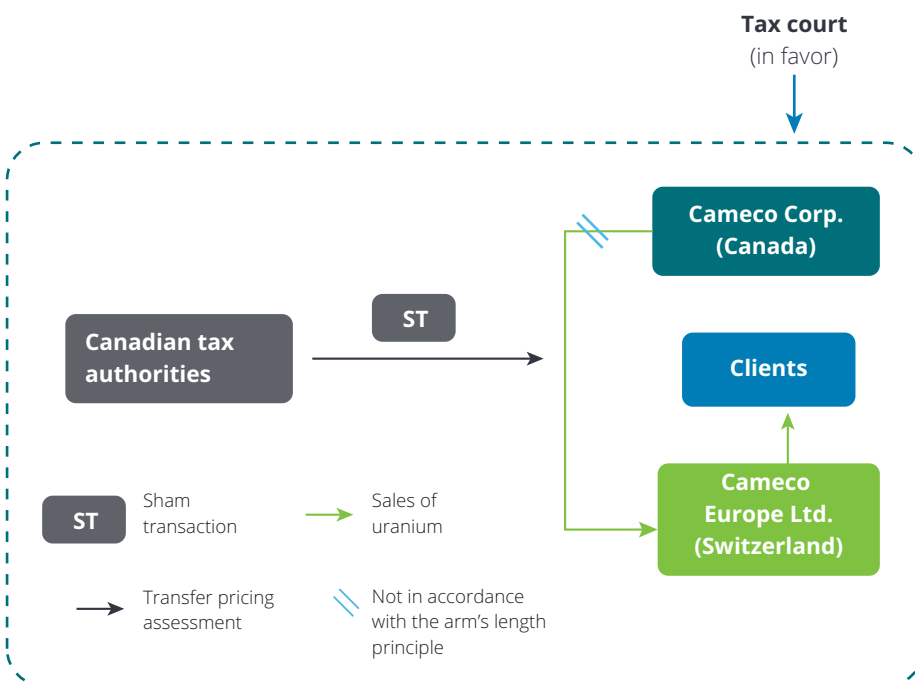 Tax court
(in favor)
Cameco Corp.
(Canada)
ST
Canadian tax
authorities
Clients
Cameco
Europe Ltd.
(Switzerland)
ST
Sham
transaction
Sales of
uranium
Transfer pricing
assessment
Not in accordance
with the arm’s length
principle